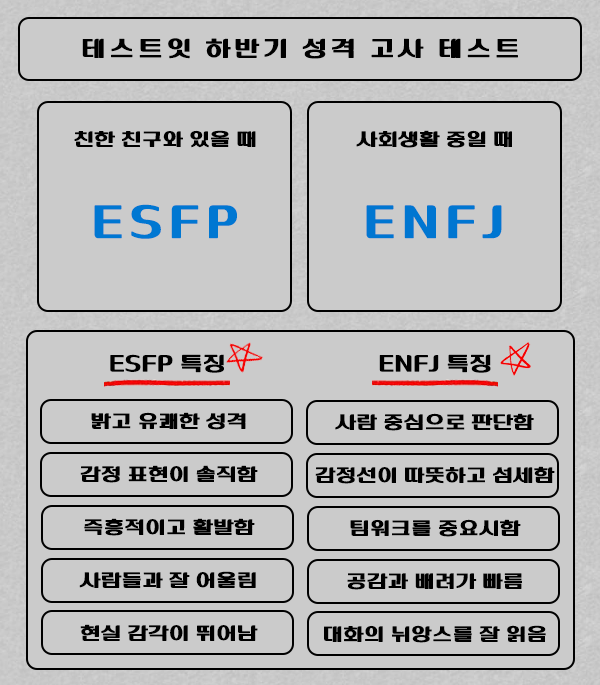 테스트잇 하반기 성격 고사 테스트
친한 친구와 있을 때
ESFP
사회생활 중일 때
ENFJ
ESFP 특징
밝고 유쾌한 성격
감정 표현이 솔직함
즉흥적이고 활발함
사람들과 잘 어울림
현실 감각이 뛰어남
ENFJ 특징
사람 중심으로 판단함
감정선이 따뜻하고 섬세함
팀워크를 중요시함
공감과 배려가 빠름
대화의 뉘앙스를 잘 읽음